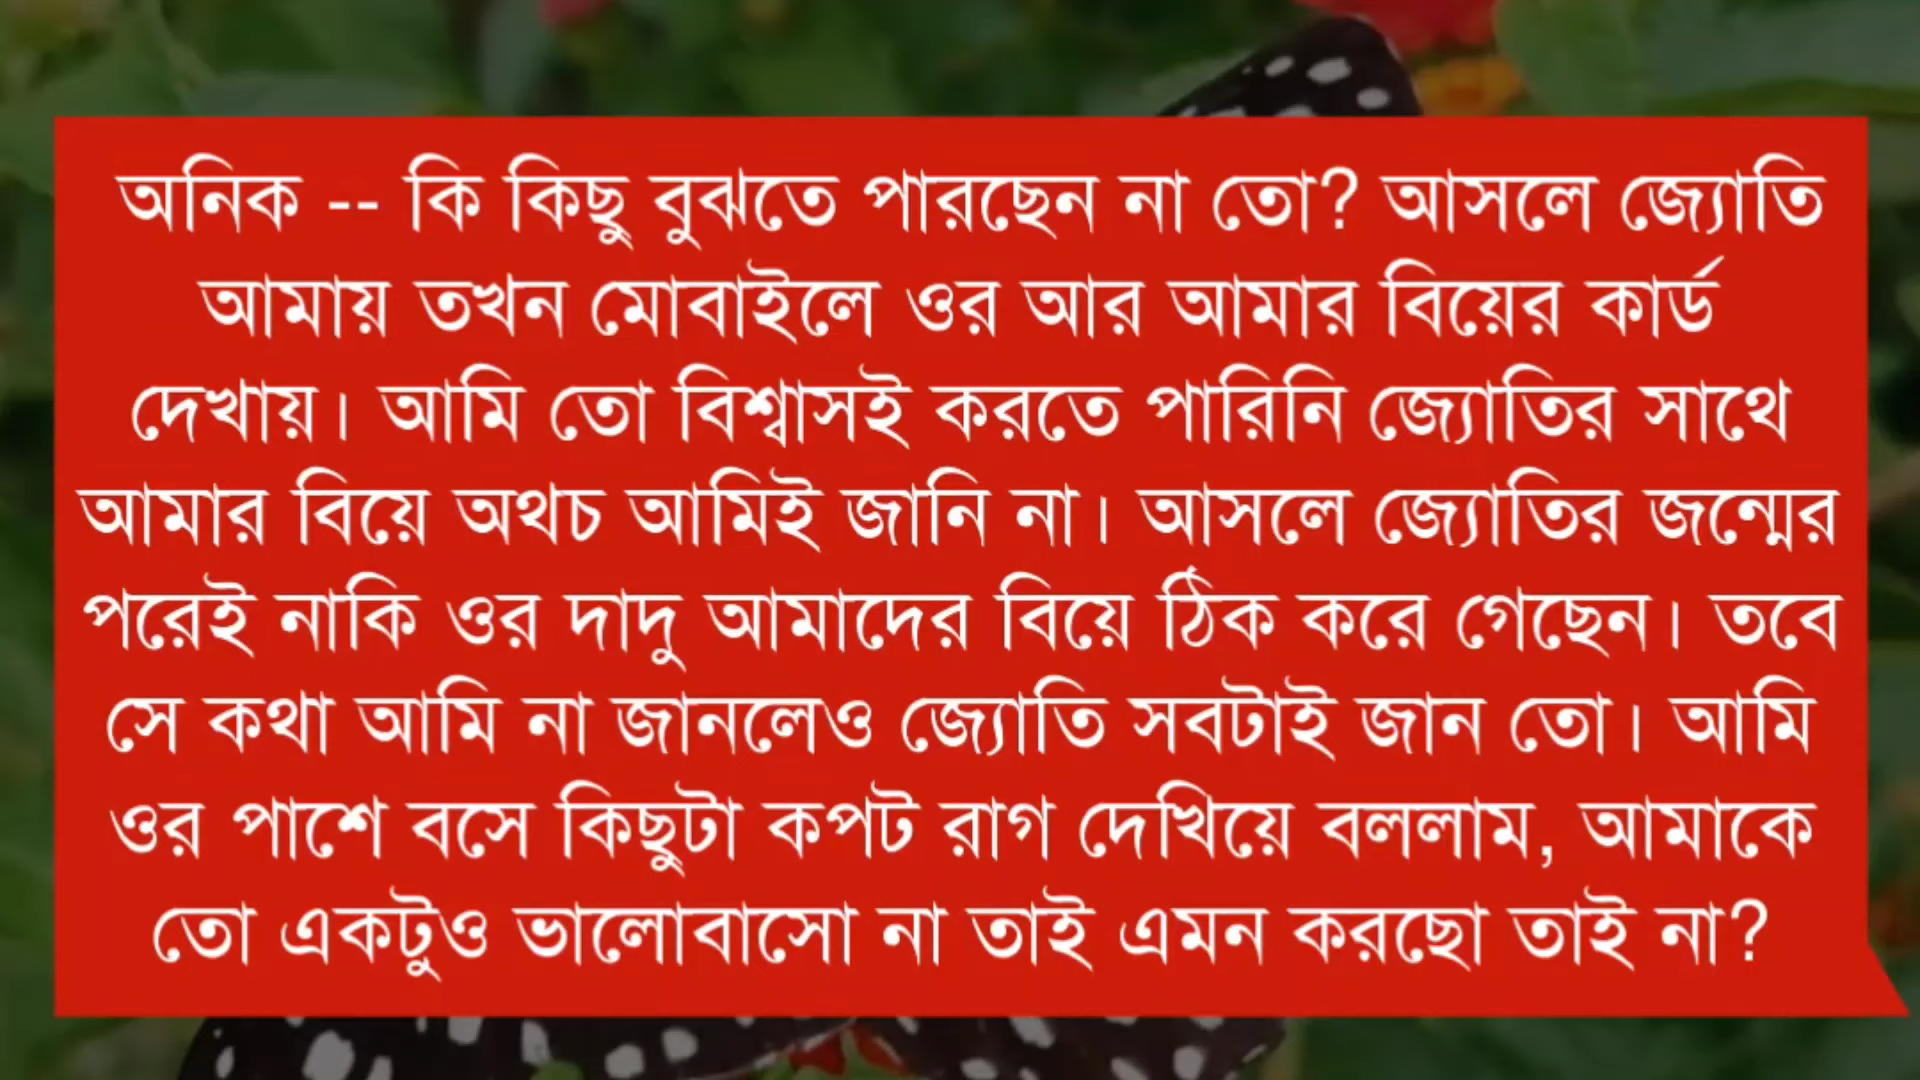 অনিক -- কি কিছু বুঝতে পারছেন না তো? আসলে জ্যোতি
আমায় তখন মোবাইলে ওর আর আমার বিয়ের কার্ড
দেখায়। আমি তো বিশ্বাসই করতে পারিনি জ্যোতির সাথে
আমার বিয়ে অথচ আমিই জানি না। আসলে জ্যোতির জন্মের
পরেই নাকি ওর দাদু আমাদের বিয়ে ঠিক করে গেছেন। তবে
সে কথা আমি না জানলেও জ্যোতি সবটাই জান তো। আমি
ওর পাশে বসে কিছুটা কপট রাগ দেখিয়ে বললাম, আমাকে
তো একটুও ভালোবাসো না তাই এমন করছো তাই না?